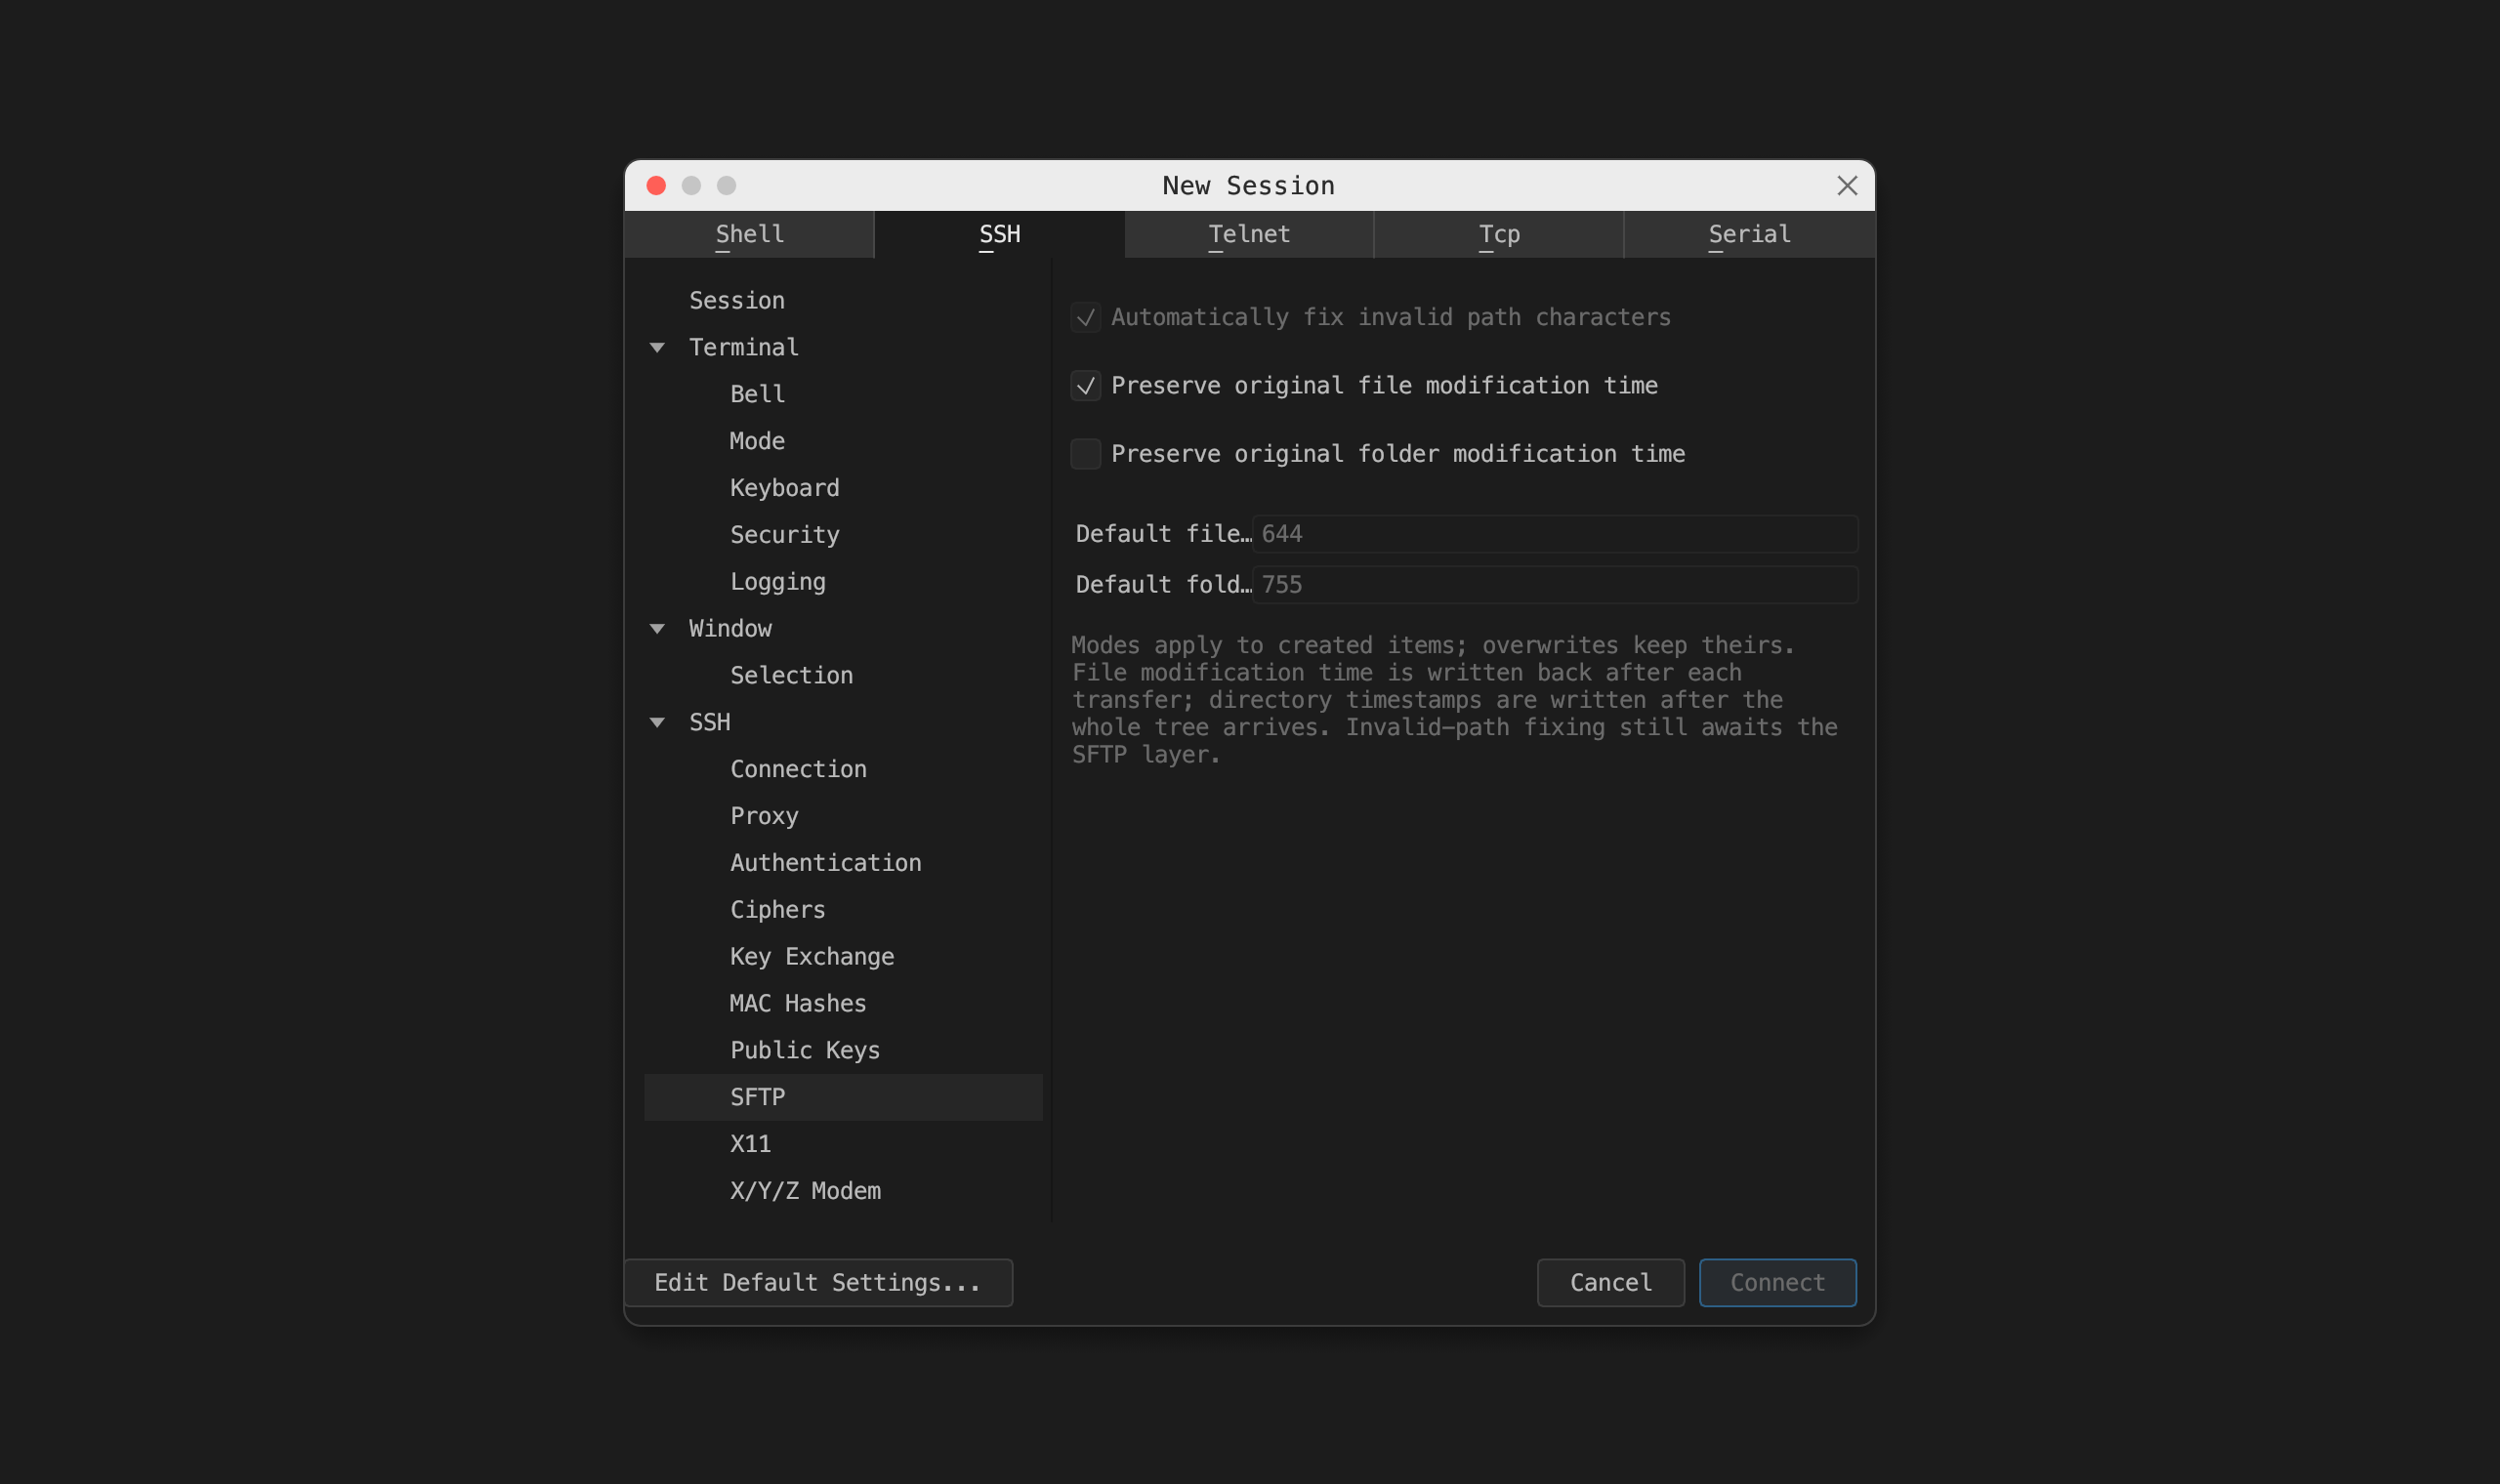 New Session
Shell
SSH
Telnet
Tcp
Serial
Session
Terminal
Bell
Mode
Keyboard
Security
Logging
Window
Selection
SSH
Connection
Proxy
Authentication
Ciphers
Key Exchange
MAC Hashes
Public Keys
SFTP
X11
X/Y/Z Modem
Automatically fix invalid path characters
Preserve original file modification time
Preserve original folder modification time
Default file… 644
Default fold… 755
Modes apply to created items; overwrites keep theirs.
File modification time is written back after each
transfer; directory timestamps are written after the
whole tree arrives. Invalid-path fixing still awaits the
SFTP layer.
Edit Default Settings...
Cancel
Connect